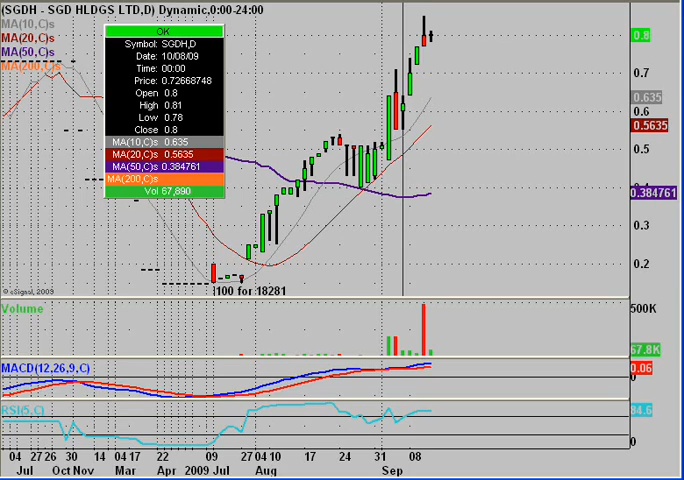 (SGDH - SGD HLDGS LTD,D) Dynamic,0:00-24:00
MA(10,C)s
MA(20,C)s
MA(50,C)s
MA(200,C)s
OK
Symbol: SGDH,D
Date: 10/08/09
Time: 00:00
Price: 0.72668748
Open 0.8
High 0.81
Low 0.78
Close 0.8
MA(10,C)s 0.635
MA(20,C)s 0.5635
MA(50,C)s 0.384761
MA(200,C)s
Vol 67,890
0.8
0.7
0.635
0.6
0.5635
0.5
0.384761
0.3
0.2
© eSignal, 2009
100 for 18281
Volume
500K
67.8K
MACD(12,26,9,C)
0.06
0
RSI(5,C)
84.6
0
04 27 26 30 14 04 17 22 09 27 04 10 17 24 31 08
Jul Oct Nov Mar Apr 2009 Jul Aug Sep